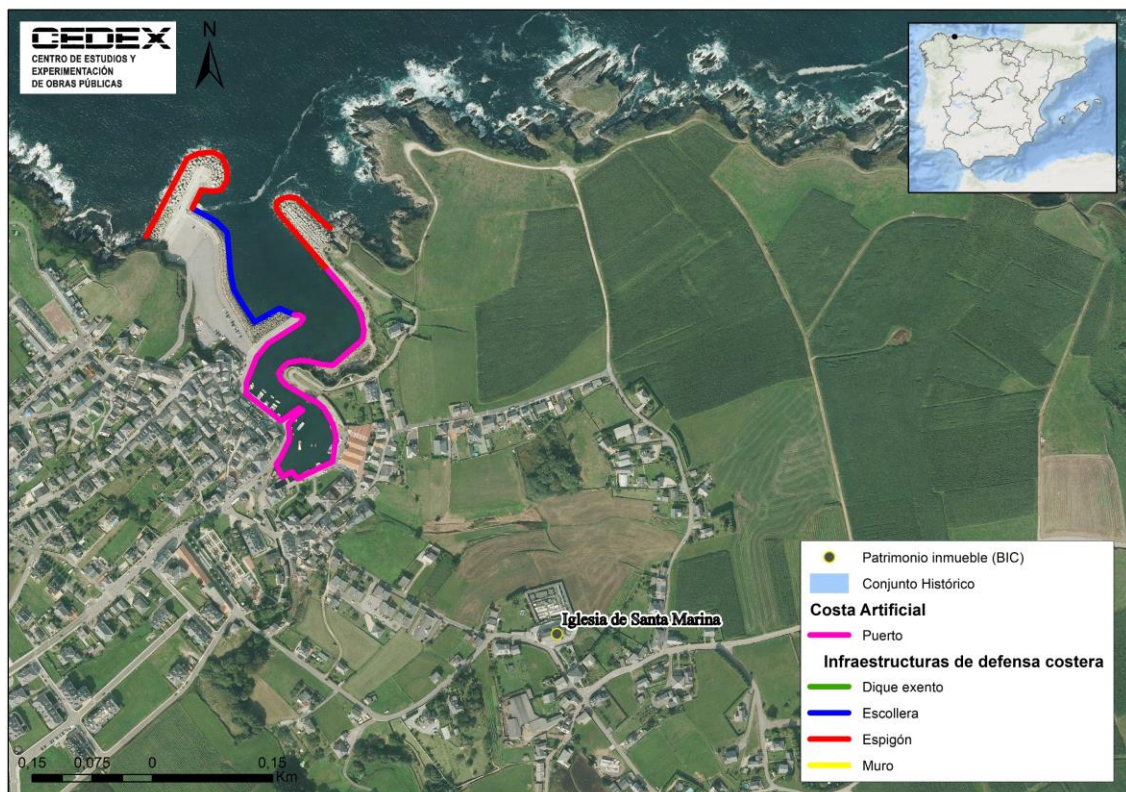 CEDEX
CENTRO DE ESTUDIOS Y
EXPERIMENTACIÓN
DE OBRAS PÚBLICAS
N
Iglesia de Santa Marina
Patrimonio inmueble (BIC)
Conjunto Histórico
Costa Artificial
Puerto
Infraestructuras de defensa costera
Dique exento
Escollera
Espigón
Muro
0,15 0,075 0 0,15
Km